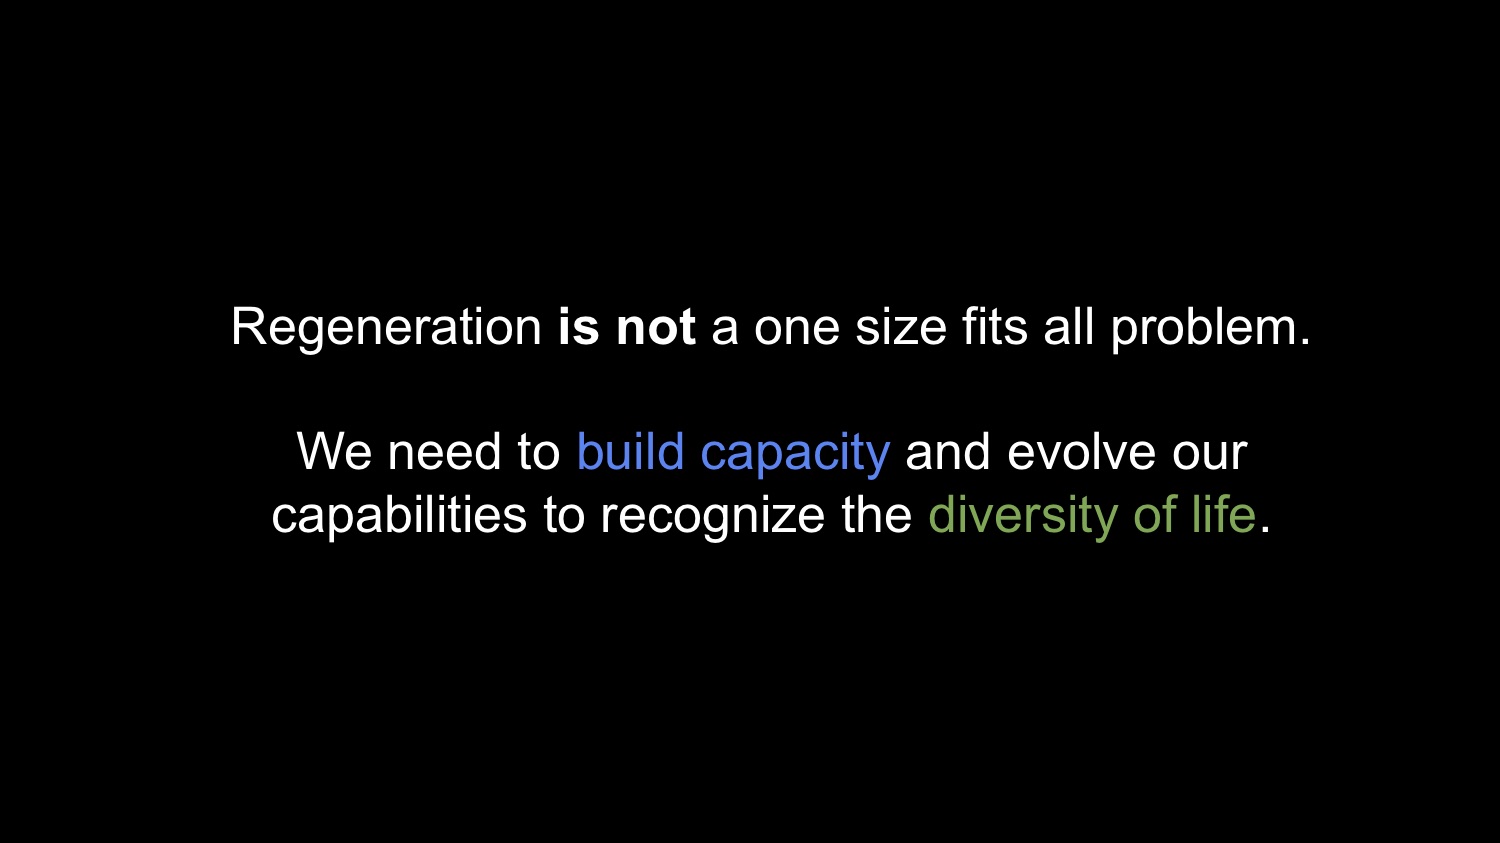 Regeneration is not a one size fits all problem.
We need to build capacity and evolve our
capabilities to recognize the diversity of life.